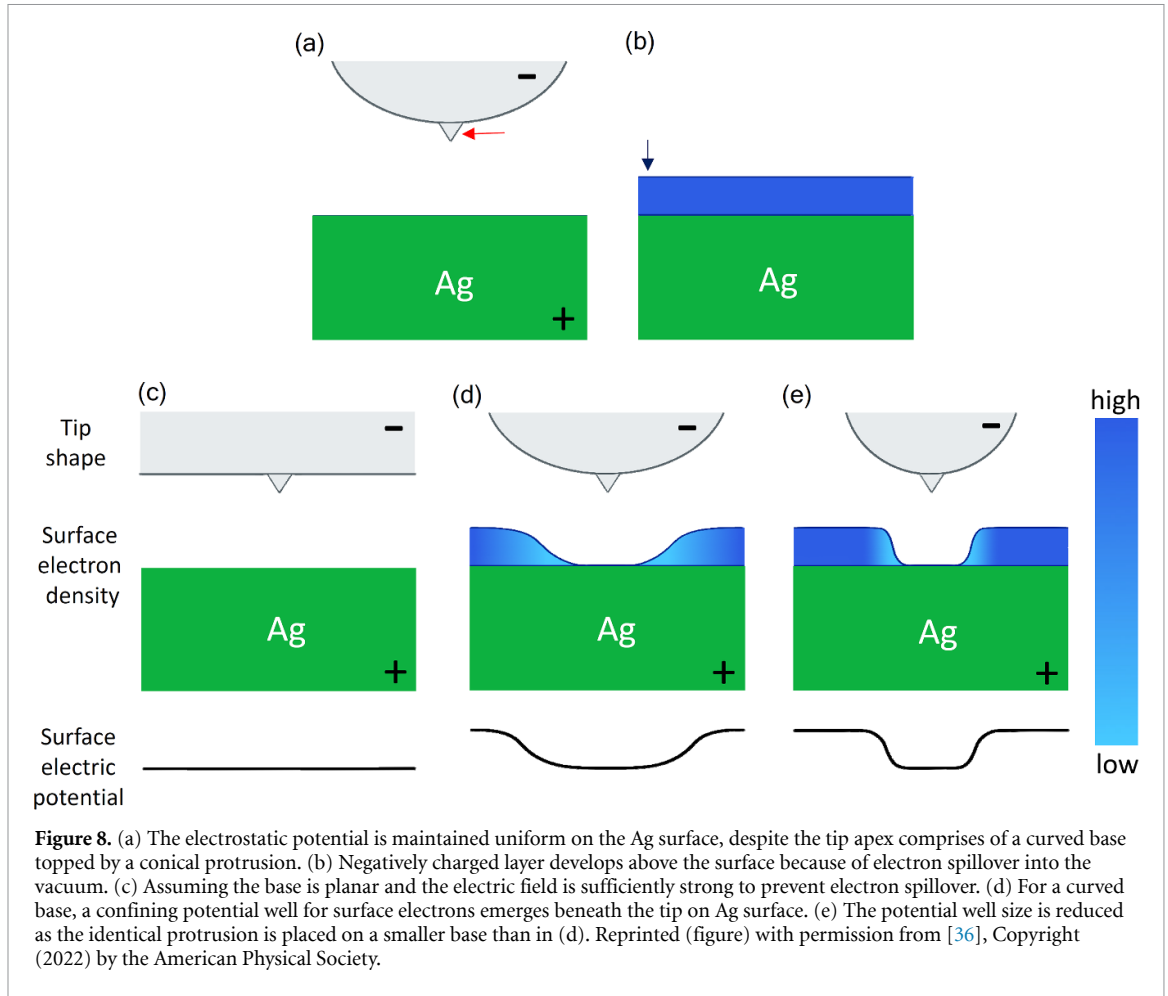 (a)
(b)
-
Ag
+
Ag
(c)
(d)
(e)
high
Tip
shape
-
-
-
Surface
electron
density
Ag
+
Ag
+
Ag
+
Surface
electric
potential
low
Figure 8. (a) The electrostatic potential is maintained uniform on the Ag surface, despite the tip apex comprises of a curved base
topped by a conical protrusion. (b) Negatively charged layer develops above the surface because of electron spillover into the
vacuum. (c) Assuming the base is planar and the electric field is sufficiently strong to prevent electron spillover. (d) For a curved
base, a confining potential well for surface electrons emerges beneath the tip on Ag surface. (e) The potential well size is reduced
as the identical protrusion is placed on a smaller base than in (d). Reprinted (figure) with permission from [36], Copyright
(2022) by the American Physical Society.